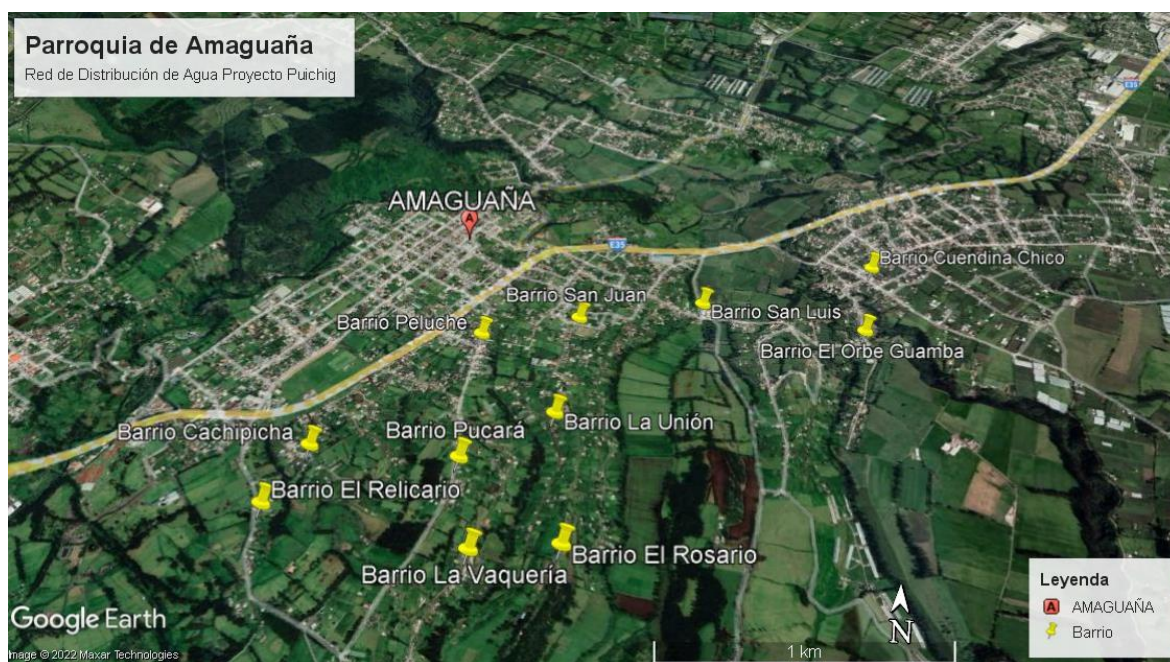 Parroquia de Amaguaña
Red de Distribución de Agua Proyecto Puichig
E35
AMAGUAÑA
A
E35
Barrio Cuendina Chico
Barrio San Juan
Barrio San Luis
Barrio Peluche
Barrio El Orbe Guamba
Barrio La Unión
Barrio Pucará
Barrio Cachipicha
Barrio El Relicario
Barrio El Rosario
Barrio La Vaquería
Leyenda
A AMAGUAÑA
Barrio
Google Earth
N
1 km
Image © 2022 Maxar Technologies